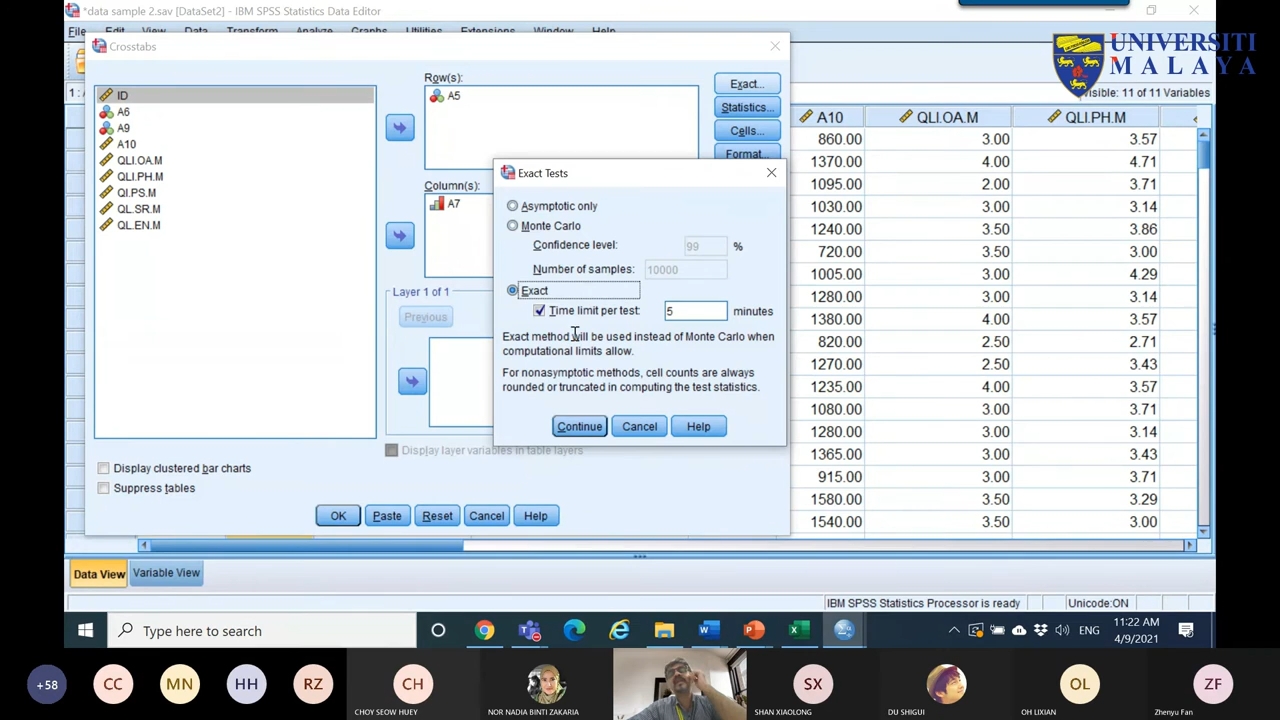 *data sample 2.sav [DataSet2] - IBM SPSS Statistics Data Editor
File Edit View Data Transform Analyze Graphs Utilities Extensions Window Help
UNIVERSITI
MALAYA
Visible: 11 of 11 Variables
Crosstabs
ID
A6
A9
A10
QLI.OA.M
QLI.PH.M
QI.PS.M
QL.SR.M
QL.EN.M
Row(s):
A5
Column(s):
A7
Layer 1 of 1
Previous
Exact...
Statistics...
Cells...
Format...
Display layer variables in table layers
Display clustered bar charts
Suppress tables
OK Paste Reset Cancel Help
Exact Tests
Asymptotic only
Monte Carlo
Confidence level: 99 %
Number of samples: 10000
Exact
Time limit per test: 5 minutes
Exact method will be used instead of Monte Carlo when
computational limits allow.
For nonasymptotic methods, cell counts are always
rounded or truncated in computing the test statistics.
Continue Cancel Help
A10 QLI.OA.M QLI.PH.M
860.00 3.00 3.57
1370.00 4.00 4.71
1095.00 2.00 3.71
1030.00 3.00 3.14
1240.00 3.50 3.86
720.00 3.50 3.00
1005.00 3.00 4.29
1280.00 3.00 3.14
1380.00 4.00 3.57
820.00 2.50 2.71
1270.00 2.50 3.43
1235.00 4.00 3.57
1080.00 3.00 3.43
1280.00 3.00 3.14
1365.00 3.00 3.43
915.00 3.00 3.71
1580.00 3.50 3.29
1540.00 3.50 3.00
Data View Variable View
IBM SPSS Statistics Processor is ready Unicode:ON
Type here to search
ENG
11:22 AM
4/9/2021
+58 CC MN HH RZ CH SX OL ZF
CHOY SEOW HUEY NOR NADIA BINTI ZAKARIA SHAN XIAOLONG DU SHIGUI OH LIXIAN Zhenyu Fan